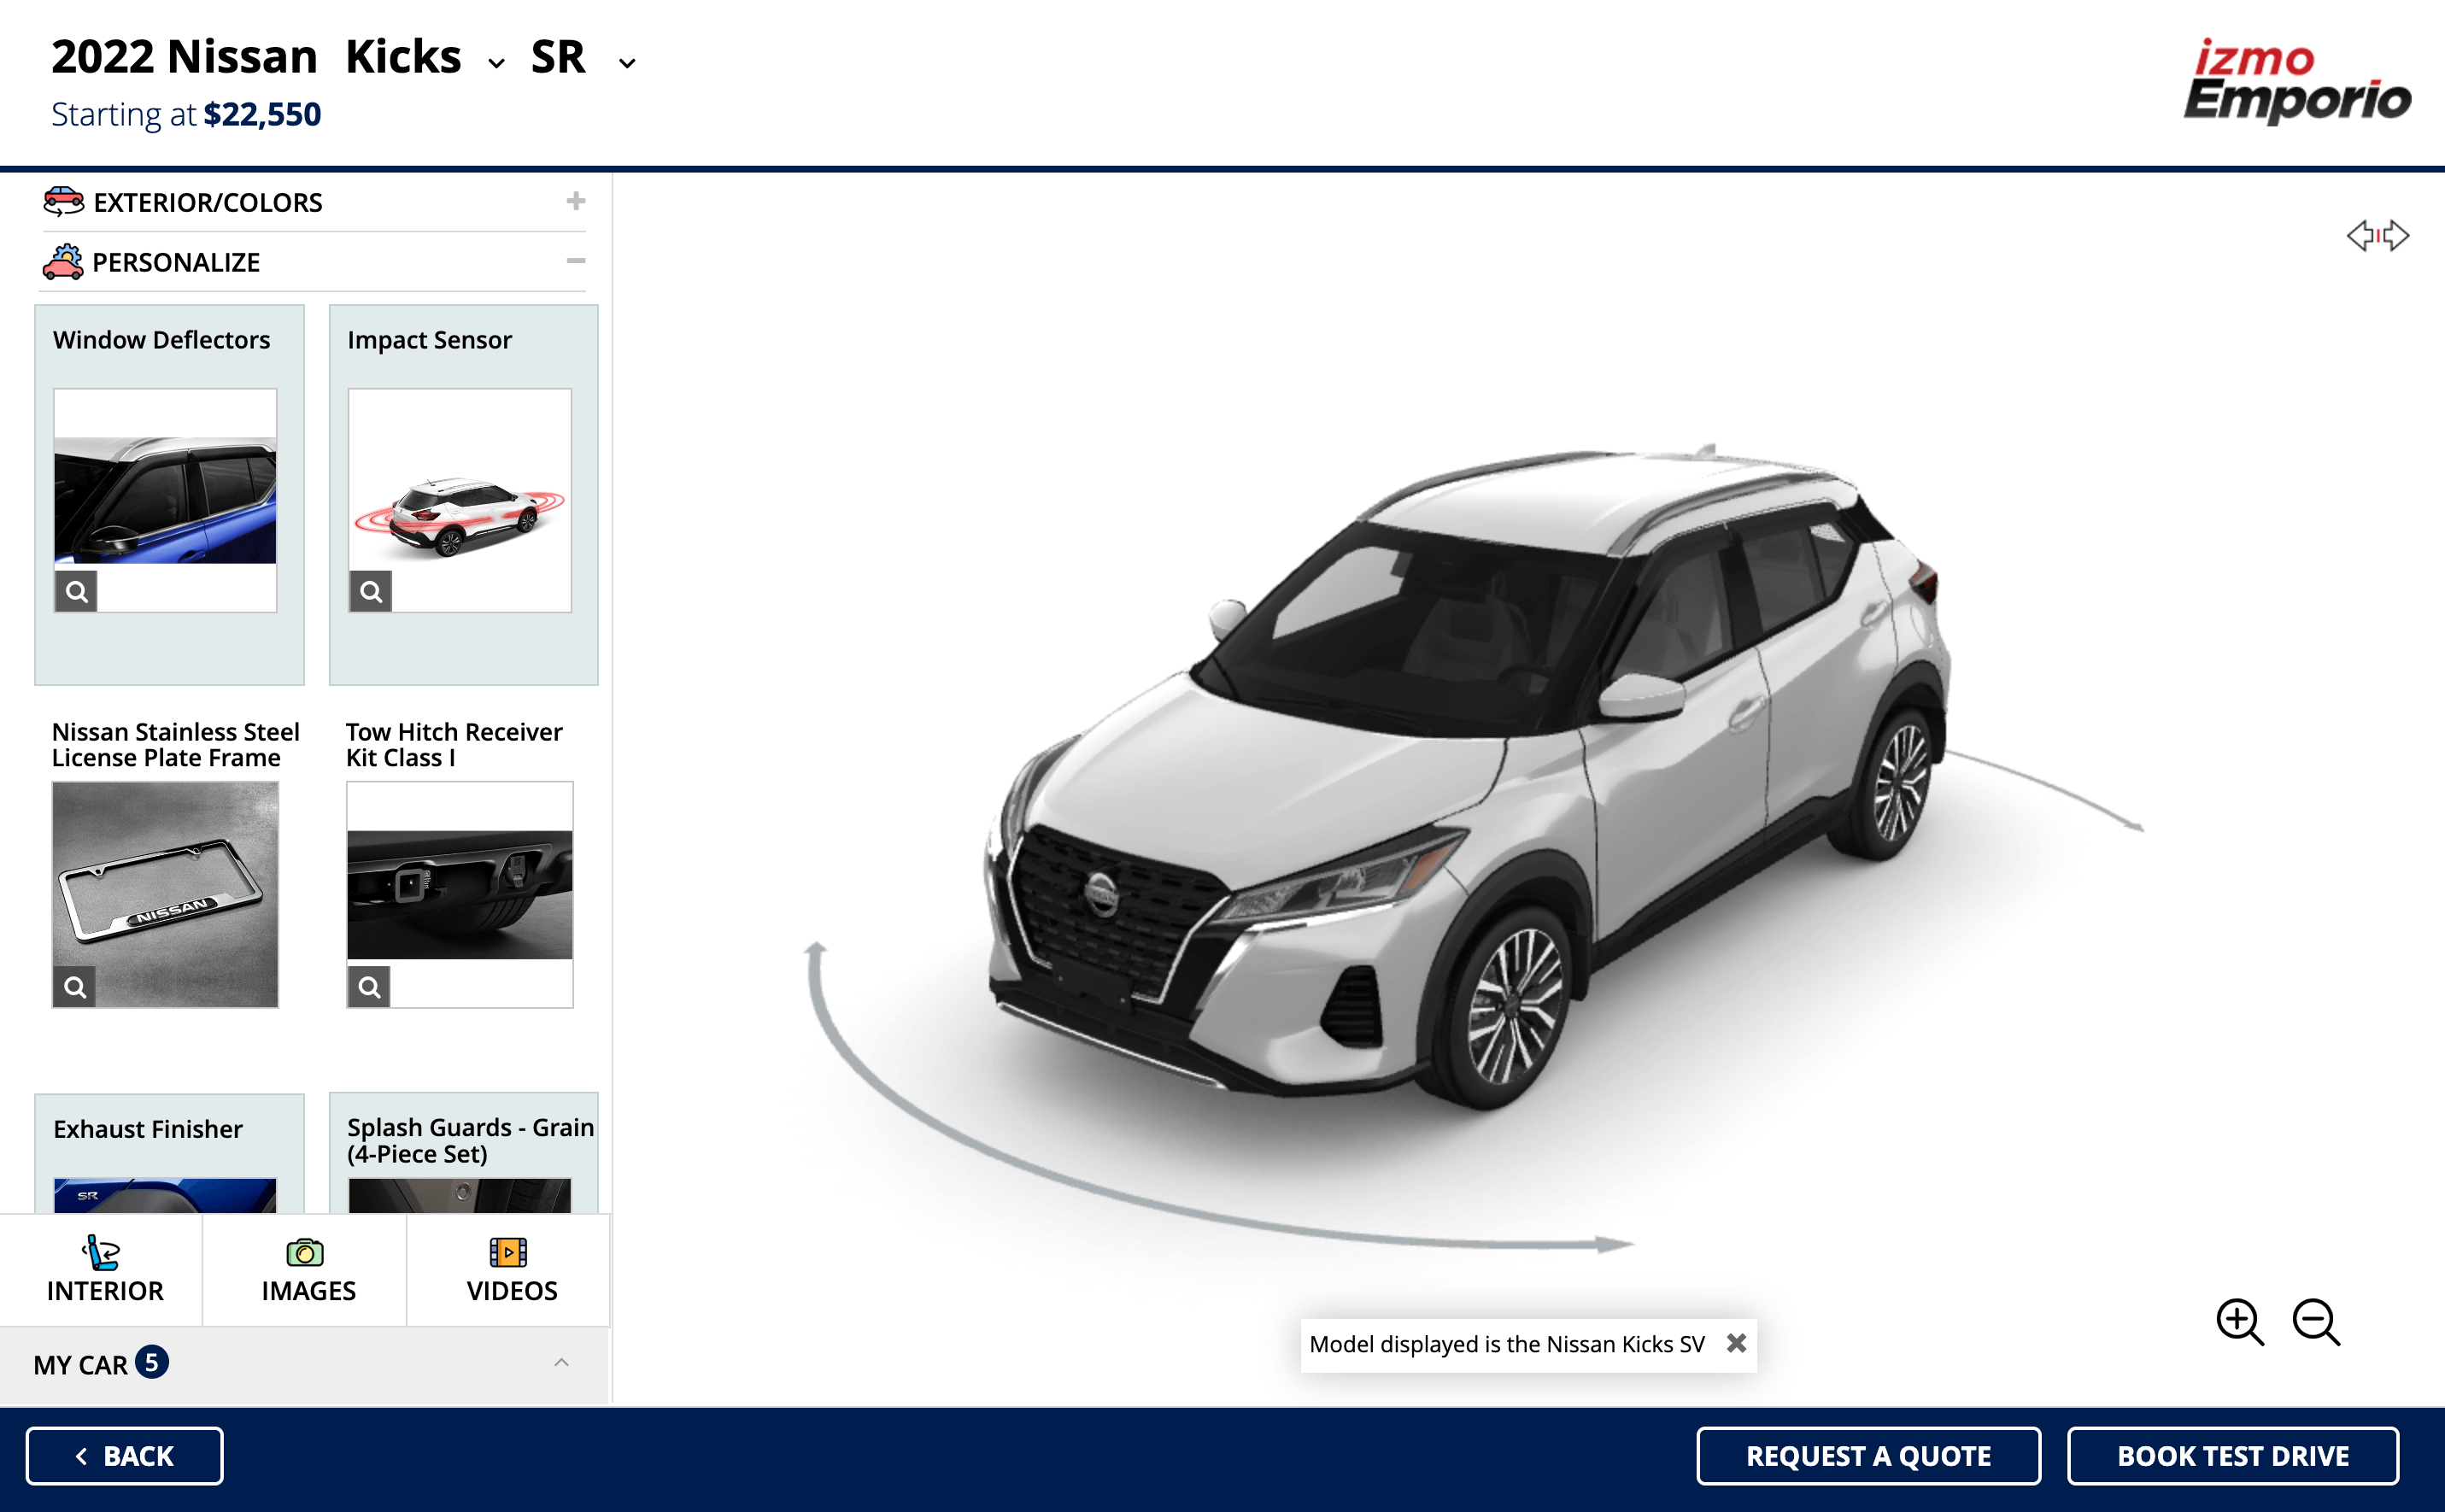 2022 Nissan Kicks SR
Starting at $22,550
izmo
Emporio
EXTERIOR/COLORS
PERSONALIZE
Window Deflectors
Impact Sensor
Nissan Stainless Steel
License Plate Frame
Tow Hitch Receiver
Kit Class I
NISSAN
Exhaust Finisher
Splash Guards - Grain
(4-Piece Set)
SR
INTERIOR
IMAGES
VIDEOS
MY CAR 5
Model displayed is the Nissan Kicks SV
BACK
REQUEST A QUOTE
BOOK TEST DRIVE